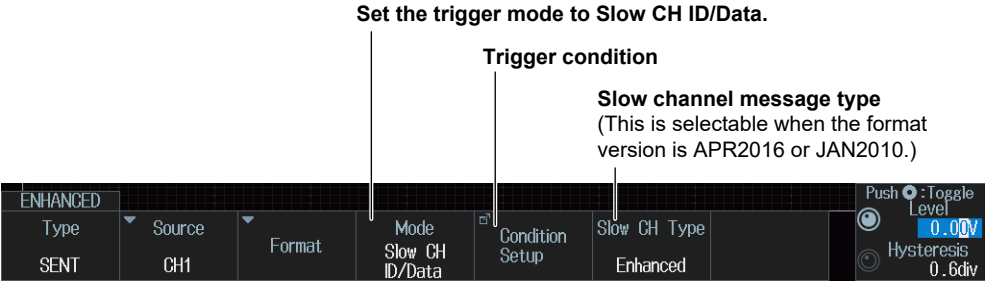 Set the trigger mode to Slow CH ID/Data.
Trigger condition
Slow channel message type
(This is selectable when the format
version is APR2016 or JAN2010.)
ENHANCED
Type
SENT
Source
CH1
Format
Mode
Slow CH
ID/Data
Condition
Setup
Slow CH Type
Enhanced
Push :Toggle
Level
0.00V
Hysteresis
0.6div